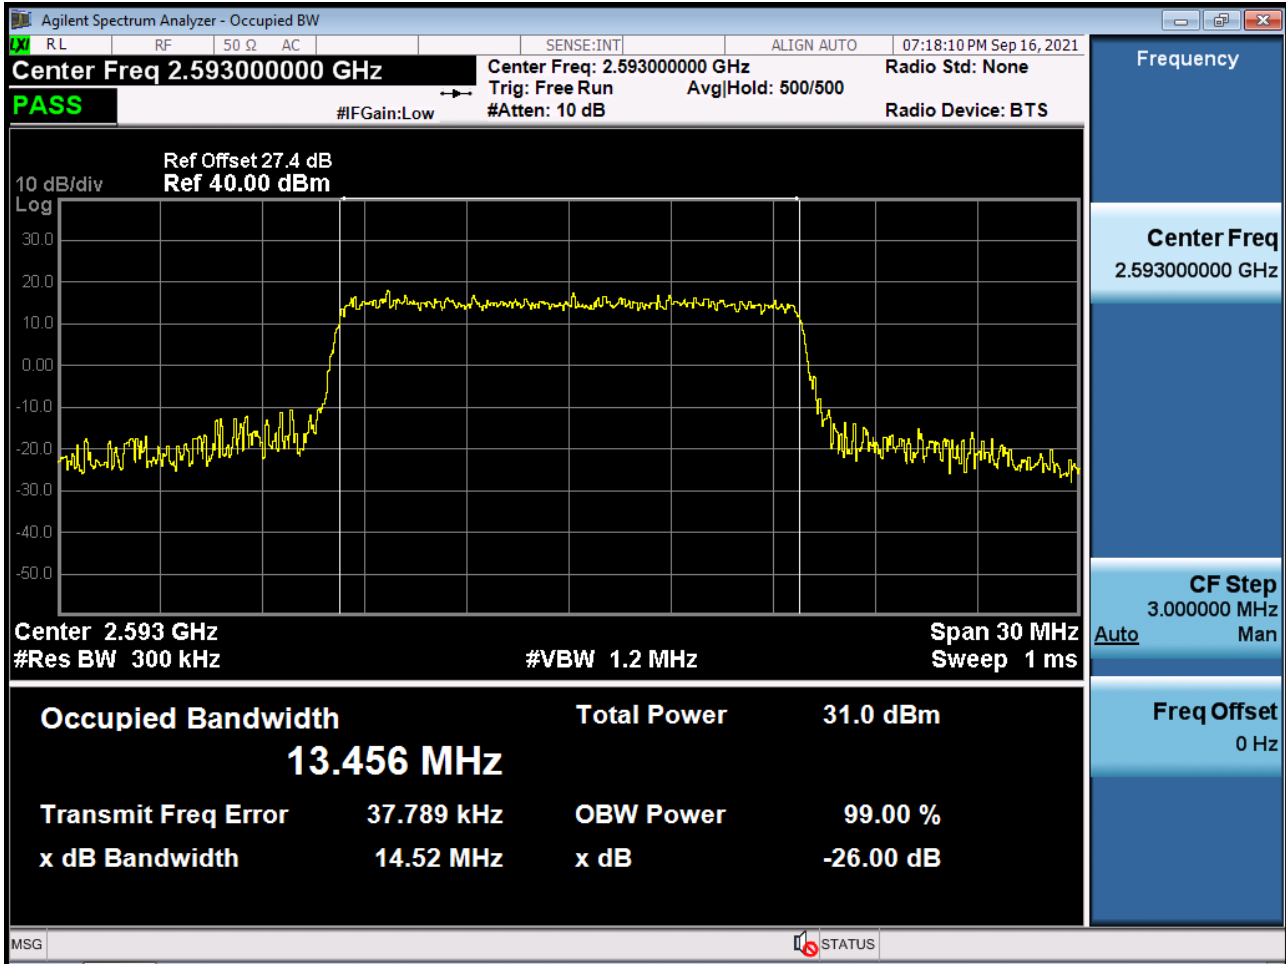 Agilent Spectrum Analyzer - Occupied BW
LXI RL RF 50 Ω AC SENSE:INT ALIGN AUTO 07:18:10 PM Sep 16, 2021
Center Freq 2.593000000 GHz
Center Freq: 2.593000000 GHz Radio Std: None
Trig: Free Run Avg|Hold: 500/500
PASS
#IFGain:Low #Atten: 10 dB Radio Device: BTS
Ref Offset 27.4 dB
10 dB/div Ref 40.00 dBm
Log
30.0
20.0
10.0
0.00
-10.0
-20.0
-30.0
-40.0
-50.0
Center 2.593 GHz Span 30 MHz
#Res BW 300 kHz #VBW 1.2 MHz Sweep 1 ms
Occupied Bandwidth Total Power 31.0 dBm
13.456 MHz
Transmit Freq Error 37.789 kHz OBW Power 99.00 %
x dB Bandwidth 14.52 MHz x dB -26.00 dB
Frequency
Center Freq
2.593000000 GHz
CF Step
3.000000 MHz
Auto Man
Freq Offset
0 Hz
MSG STATUS